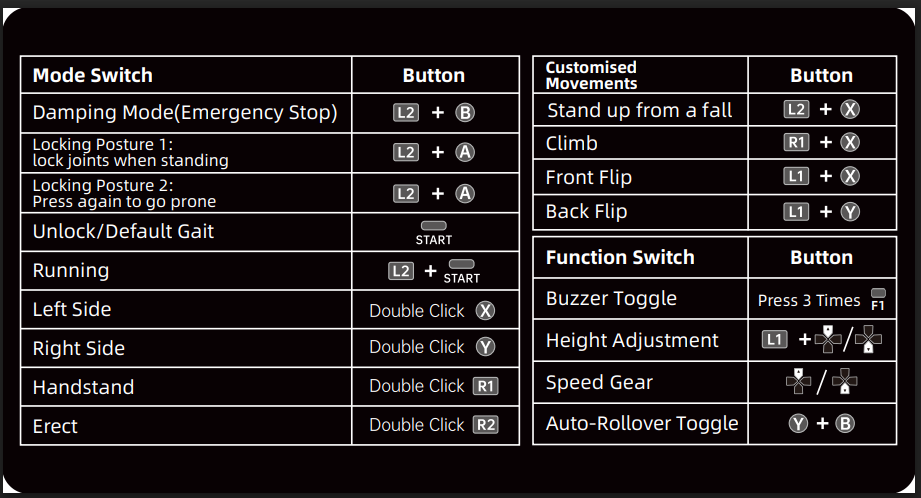 Mode Switch Button
Damping Mode(Emergency Stop) L2 + B
Locking Posture 1:
lock joints when standing L2 + A
Locking Posture 2:
Press again to go prone L2 + A
Unlock/Default Gait START
Running L2 + START
Left Side Double Click X
Right Side Double Click Y
Handstand Double Click R1
Erect Double Click R2
Customised
Movements Button
Stand up from a fall L2 + X
Climb R1 + X
Front Flip L1 + X
Back Flip L1 + Y
Function Switch Button
Buzzer Toggle Press 3 Times F1
Height Adjustment L1 + /
Speed Gear /
Auto-Rollover Toggle Y + B